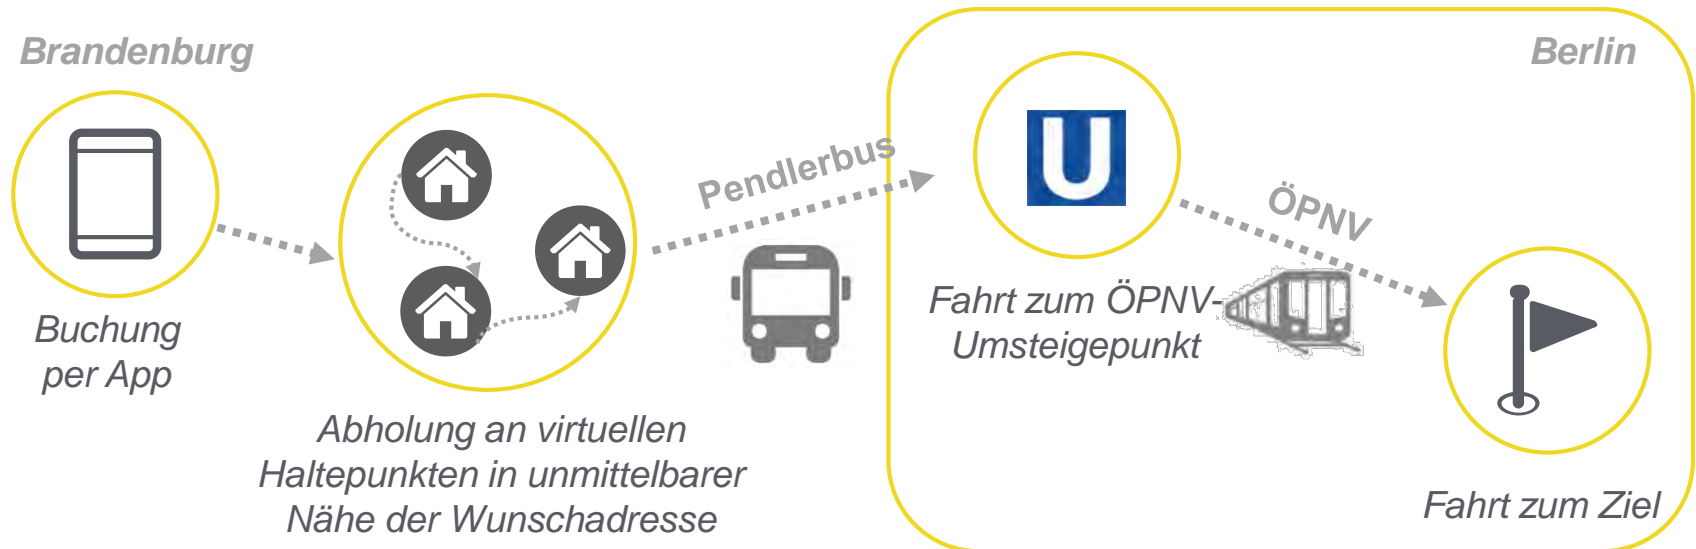 Brandenburg
Berlin
Buchung
per App
Abholung an virtuellen
Haltepunkten in unmittelbarer
Nähe der Wunschadresse
Pendlerbus
U
Fahrt zum ÖPNV-
Umsteigepunkt
ÖPNV
Fahrt zum Ziel